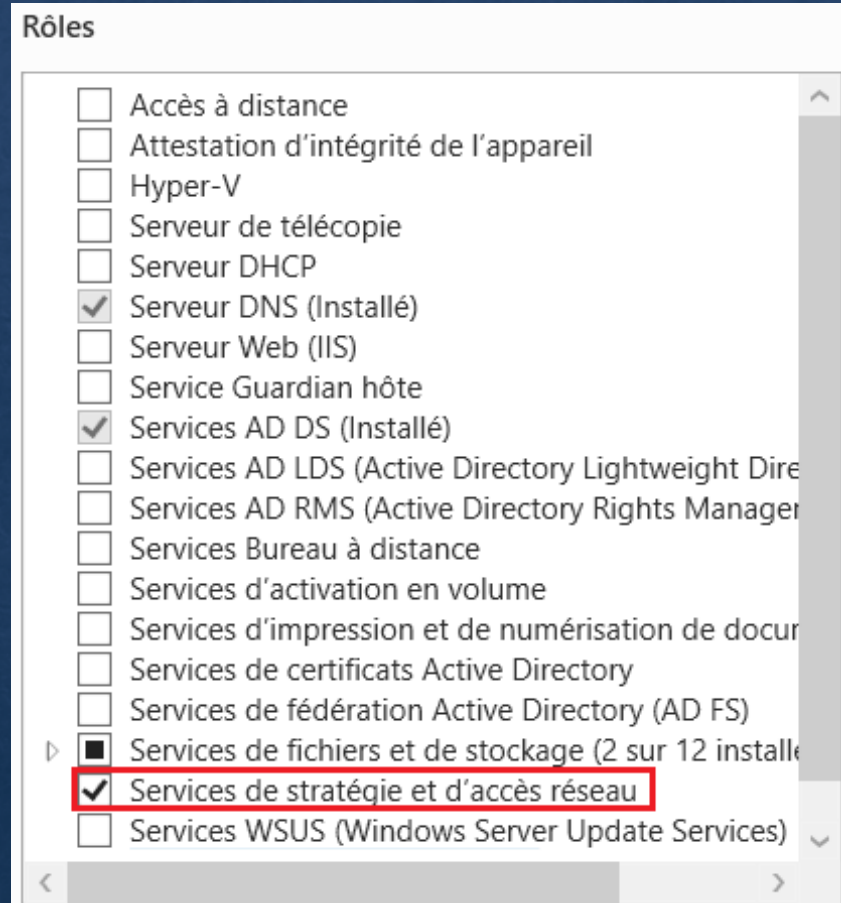 Rôles
Accès à distance
Attestation d’intégrité de l’appareil
Hyper-V
Serveur de télécopie
Serveur DHCP
Serveur DNS (Installé)
Serveur Web (IIS)
Service Guardian hôte
Services AD DS (Installé)
Services AD LDS (Active Directory Lightweight Dire
Services AD RMS (Active Directory Rights Manager
Services Bureau à distance
Services d’activation en volume
Services d’impression et de numérisation de docur
Services de certificats Active Directory
Services de fédération Active Directory (AD FS)
Services de fichiers et de stockage (2 sur 12 installe
Services de stratégie et d’accès réseau
Services WSUS (Windows Server Update Services)